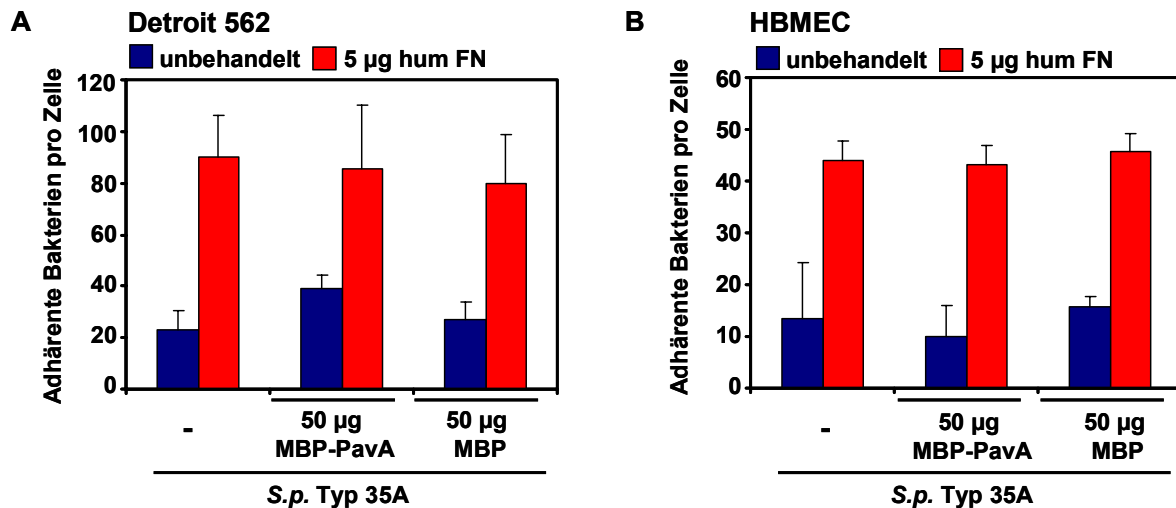 A Detroit 562
unbehandelt 5 µg hum FN
Adhärente Bakterien pro Zelle
120
100
80
60
40
20
0
-
50 µg
MBP-PavA
50 µg
MBP
S.p. Typ 35A
B HBMEC
unbehandelt 5 µg hum FN
Adhärente Bakterien pro Zelle
60
50
40
30
20
10
0
-
50 µg
MBP-PavA
50 µg
MBP
S.p. Typ 35A